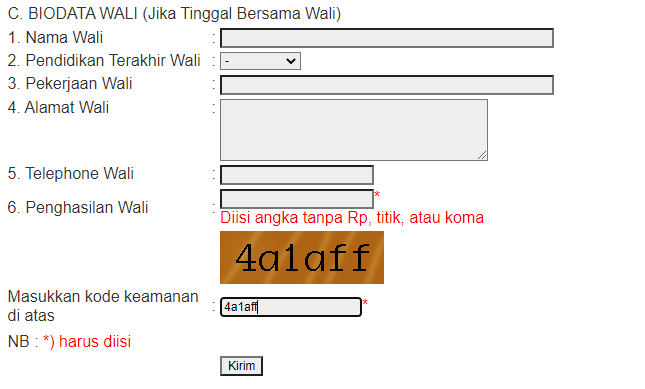 C. BIODATA WALI (Jika Tinggal Bersama Wali)
1. Nama Wali :
2. Pendidikan Terakhir Wali : -
3. Pekerjaan Wali :
4. Alamat Wali :
5. Telephone Wali :
6. Penghasilan Wali : *
Diisi angka tanpa Rp, titik, atau koma
4a1aff
Masukkan kode keamanan
di atas : 4a1aff *
NB : *) harus diisi
Kirim